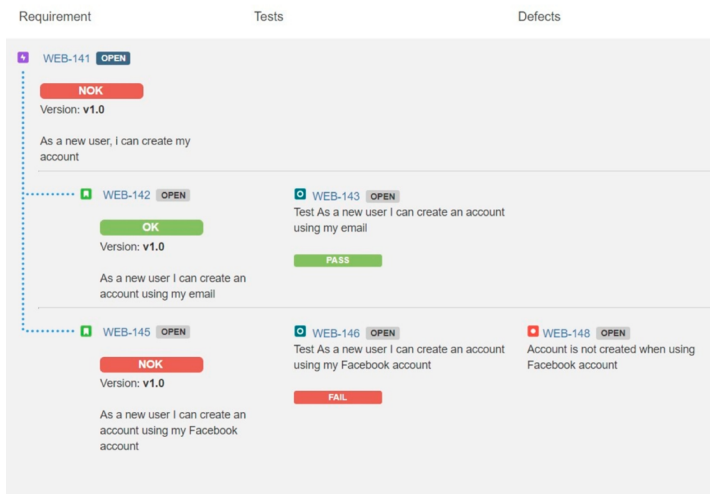 Requirement Tests Defects
WEB-141 OPEN
NOK
Version: v1.0
As a new user, i can create my
account
WEB-142 OPEN
OK
Version: v1.0
As a new user I can create an
account using my email
WEB-143 OPEN
Test As a new user I can create an account
using my email
PASS
WEB-145 OPEN
NOK
Version: v1.0
As a new user I can create an
account using my Facebook
account
WEB-146 OPEN
Test As a new user I can create an account
using my Facebook account
FAIL
WEB-148 OPEN
Account is not created when using
Facebook account